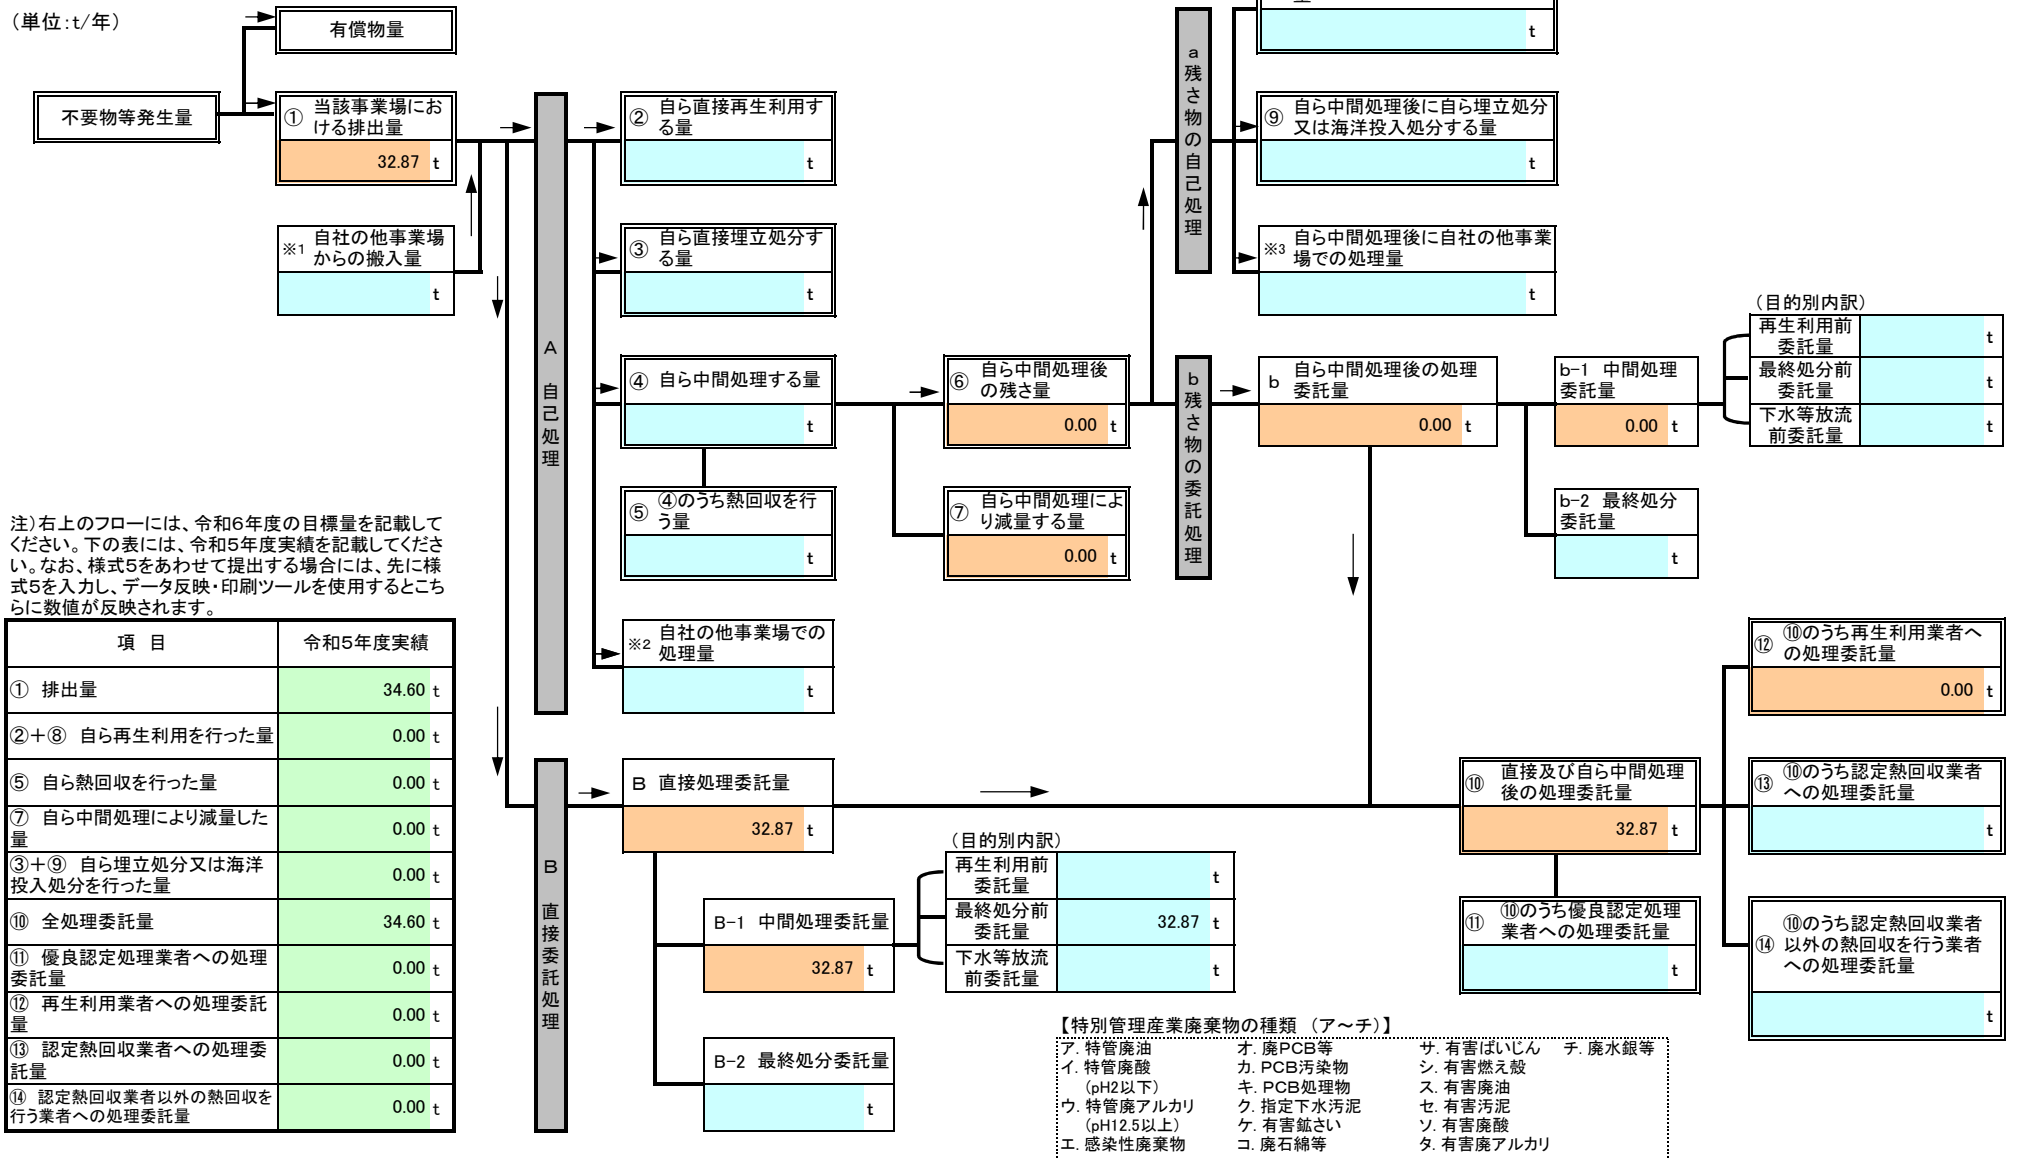 （単位：t/年）
有償物量
不要物等発生量
① 当該事業場にお
ける排出量
32.87 t
※1 自社の他事業場
からの搬入量
t
A 自己処理
② 自ら直接再生利用す
る量
t
③ 自ら直接埋立処分す
る量
t
④ 自ら中間処理する量
t
⑤ ④のうち熱回収を行
う量
t
※2 自社の他事業場での
処理量
t
⑥ 自ら中間処理後
の残さ量
0.00 t
⑦ 自ら中間処理によ
り減量する量
0.00 t
a 残さ物の自己処理
t
⑨ 自ら中間処理後に自ら埋立処分
又は海洋投入処分する量
t
※3 自ら中間処理後に自社の他事業
場での処理量
t
b 残さ物の委託処理
b 自ら中間処理後の処理
委託量
0.00 t
b-1 中間処理
委託量
0.00 t
b-2 最終処分
委託量
t
（目的別内訳）
再生利用前
委託量
t
最終処分前
委託量
t
下水等放流
前委託量
t
注）右上のフローには、令和６年度の目標量を記載して
ください。下の表には、令和５年度実績を記載してくださ
い。なお、様式５をあわせて提出する場合には、先に様
式５を入力し、データ反映・印刷ツールを使用するとこち
らに数値が反映されます。
項 目 令和５年度実績
① 排出量 34.60 t
②＋⑧ 自ら再生利用を行った量 0.00 t
⑤ 自ら熱回収を行った量 0.00 t
⑦ 自ら中間処理により減量した
量 0.00 t
③＋⑨ 自ら埋立処分又は海洋
投入処分を行った量 0.00 t
⑩ 全処理委託量 34.60 t
⑪ 優良認定処理業者への処理
委託量 0.00 t
⑫ 再生利用業者への処理委託
量 0.00 t
⑬ 認定熱回収業者への処理委
託量 0.00 t
⑭ 認定熱回収業者以外の熱回収を
行う業者への処理委託量 0.00 t
B 直接委託処理
B 直接処理委託量
32.87 t
B-1 中間処理委託量
32.87 t
B-2 最終処分委託量
t
（目的別内訳）
再生利用前
委託量
t
最終処分前
委託量
32.87 t
下水等放流
前委託量
t
⑩ 直接及び自ら中間処理
後の処理委託量
32.87 t
⑪ ⑩のうち優良認定処理
業者への処理委託量
t
⑫ ⑩のうち再生利用業者へ
の処理委託量
0.00 t
⑬ ⑩のうち認定熱回収業者
への処理委託量
t
⑭ ⑩のうち認定熱回収業者
以外の熱回収を行う業者
への処理委託量
t
【特別管理産業廃棄物の種類 （ア～チ）】
ア．特管廃油 オ．廃ＰＣＢ等 サ．有害ばいじん チ．廃水銀等
イ．特管廃酸 カ．ＰＣＢ汚染物 シ．有害燃え殻
（pH2以下） キ．ＰＣＢ処理物 ス．有害廃油
ウ．特管廃アルカリ ク．指定下水汚泥 セ．有害汚泥
（pH12.5以上） ケ．有害鉱さい ソ．有害廃酸
エ．感染性廃棄物 コ．廃石綿等 タ．有害廃アルカリ